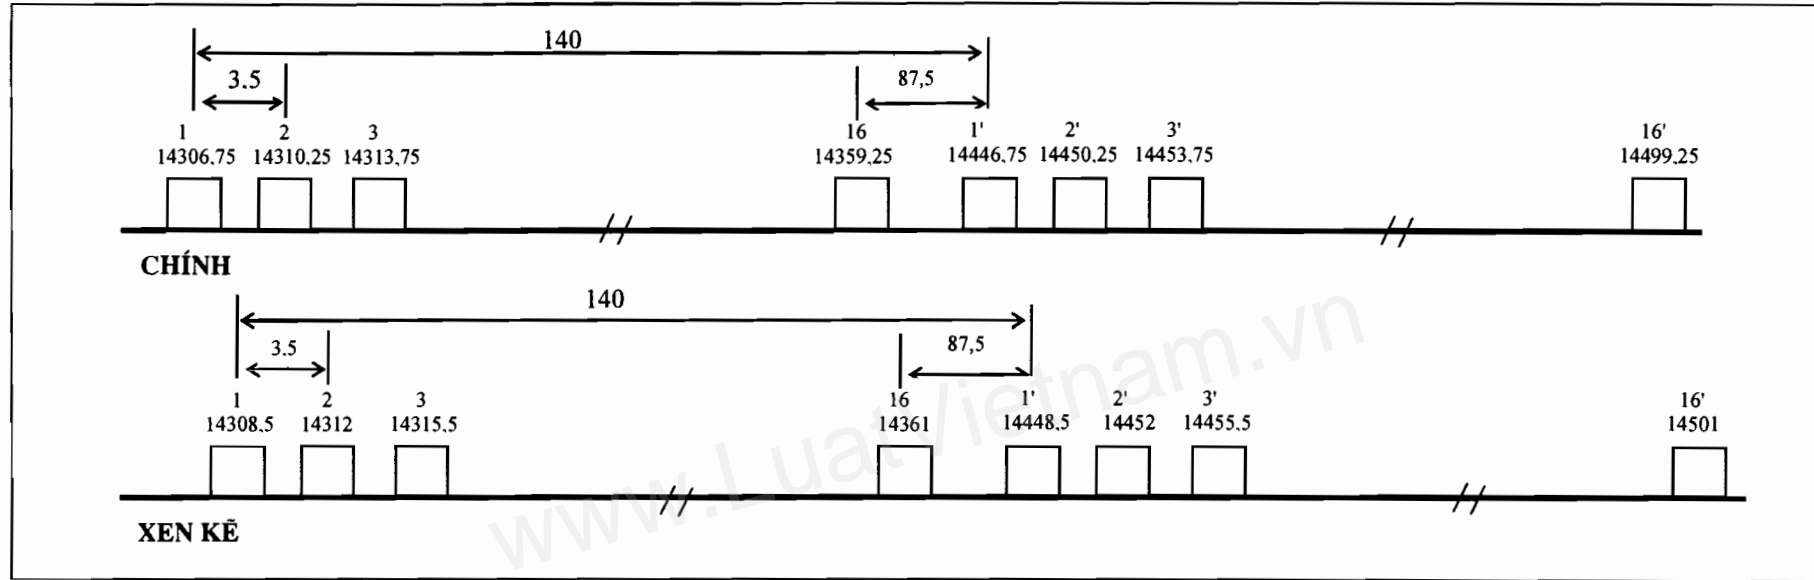 140
3.5 87,5
1 2 3 16 1' 2' 3' 16'
14306,75 14310,25 14313,75 14359,25 14446,75 14450,25 14453,75 14499,25
CHÍNH
140
3.5 87,5
1 2 3 16 1' 2' 3' 16'
14308,5 14312 14315,5 14361 14448,5 14452 14455,5 14501
XEN KẼ
www.LuatVietnam.vn